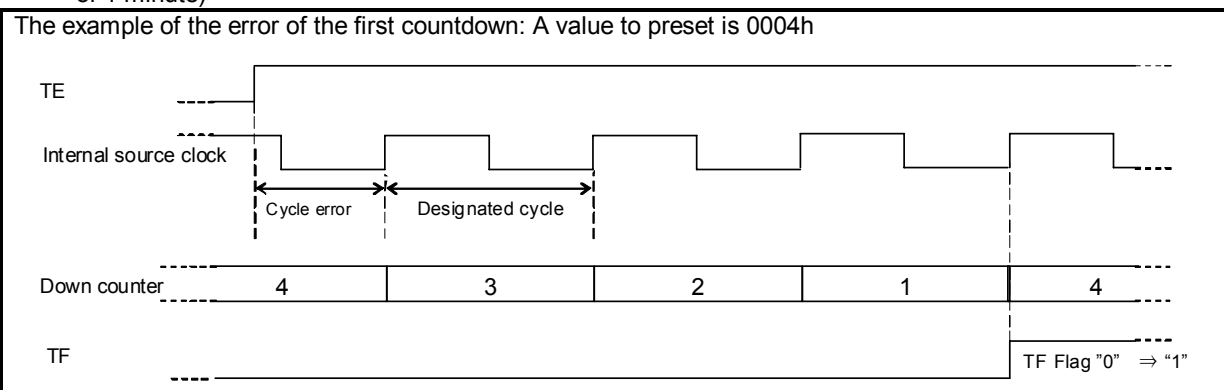 The example of the error of the first countdown: A value to preset is 0004h
TE
Internal source clock
Cycle error
Designated cycle
Down counter
4
3
2
1
4
TF
TF Flag "0" ⇒ "1"